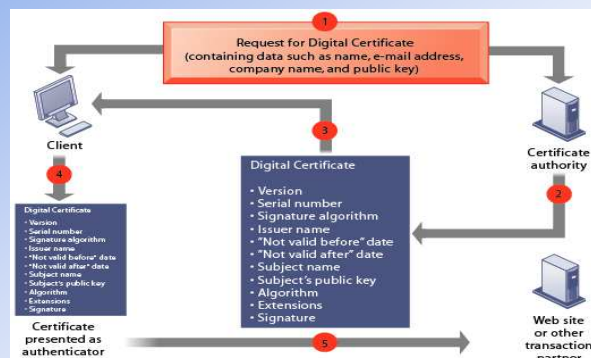 1
Request for Digital Certificate
(containing data such as name, e-mail address,
company name, and public key)
Client
3
Certificate
authority
4
2
Digital Certificate
• Version
• Serial number
• Signature algorithm
• Issuer name
• "Not valid before" date
• "Not valid after" date
• Subject name
• Subject's public key
• Algorithm
• Extensions
• Signature
Digital Certificate
• Version
• Serial number
• Signature algorithm
• Issuer name
• "Not valid before" date
• "Not valid after" date
• Subject name
• Subject's public key
• Algorithm
• Extensions
• Signature
Certificate
presented as
authenticator
5
Web site
or other
transaction
partner